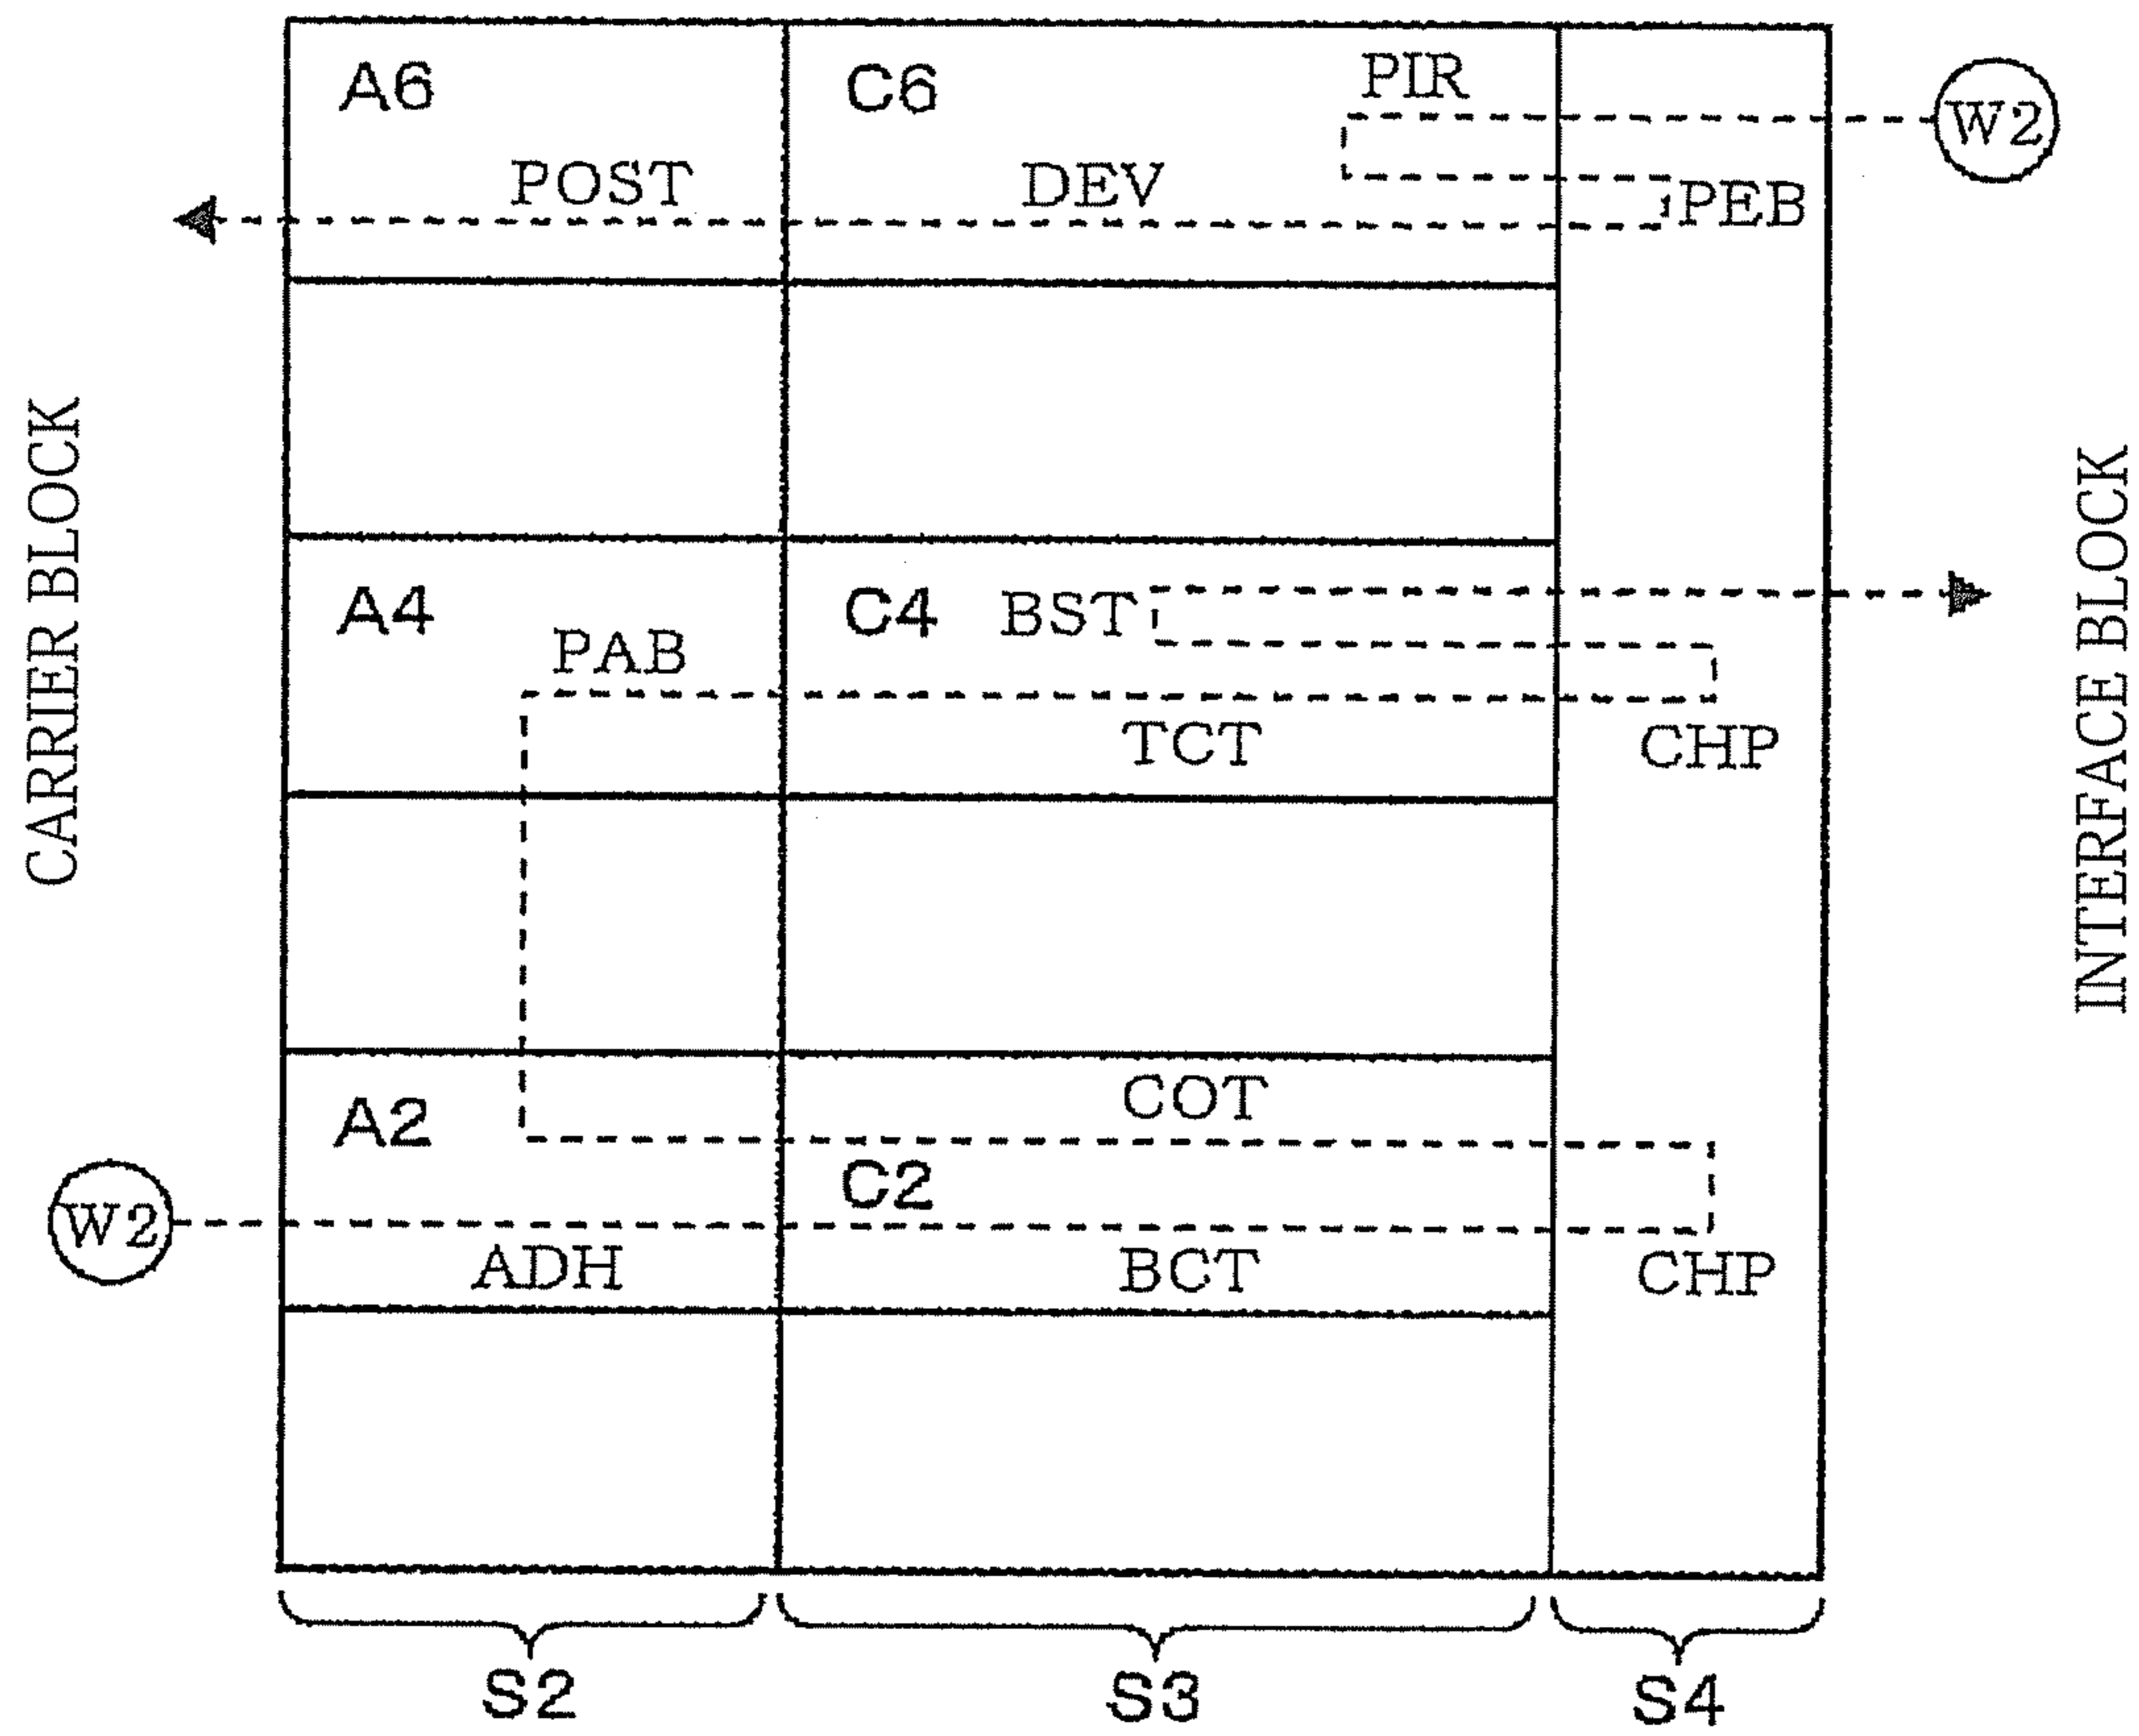 A6
C6
PIR
W2
POST
DEV
PEB
CARRIER BLOCK
INTERFACE BLOCK
A4
C4
BST
PAB
TCT
CHP
A2
COT
C2
W2
ADH
BCT
CHP
S2
S3
S4